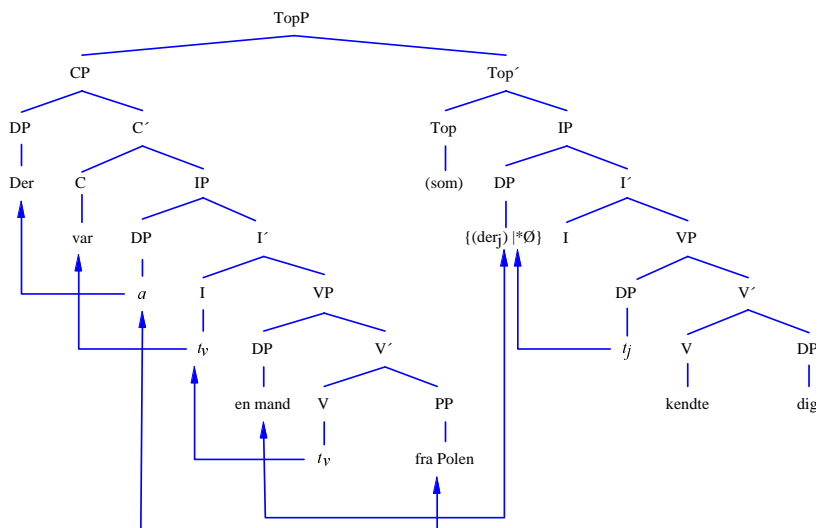 TopP
CP Top´
DP C´ Top IP
Der C IP (som) DP I´
var DP I´ {(derj) |*Ø} I VP
a I VP DP V´
tv DP V´ tj V DP
en mand V PP kendte dig
tv fra Polen